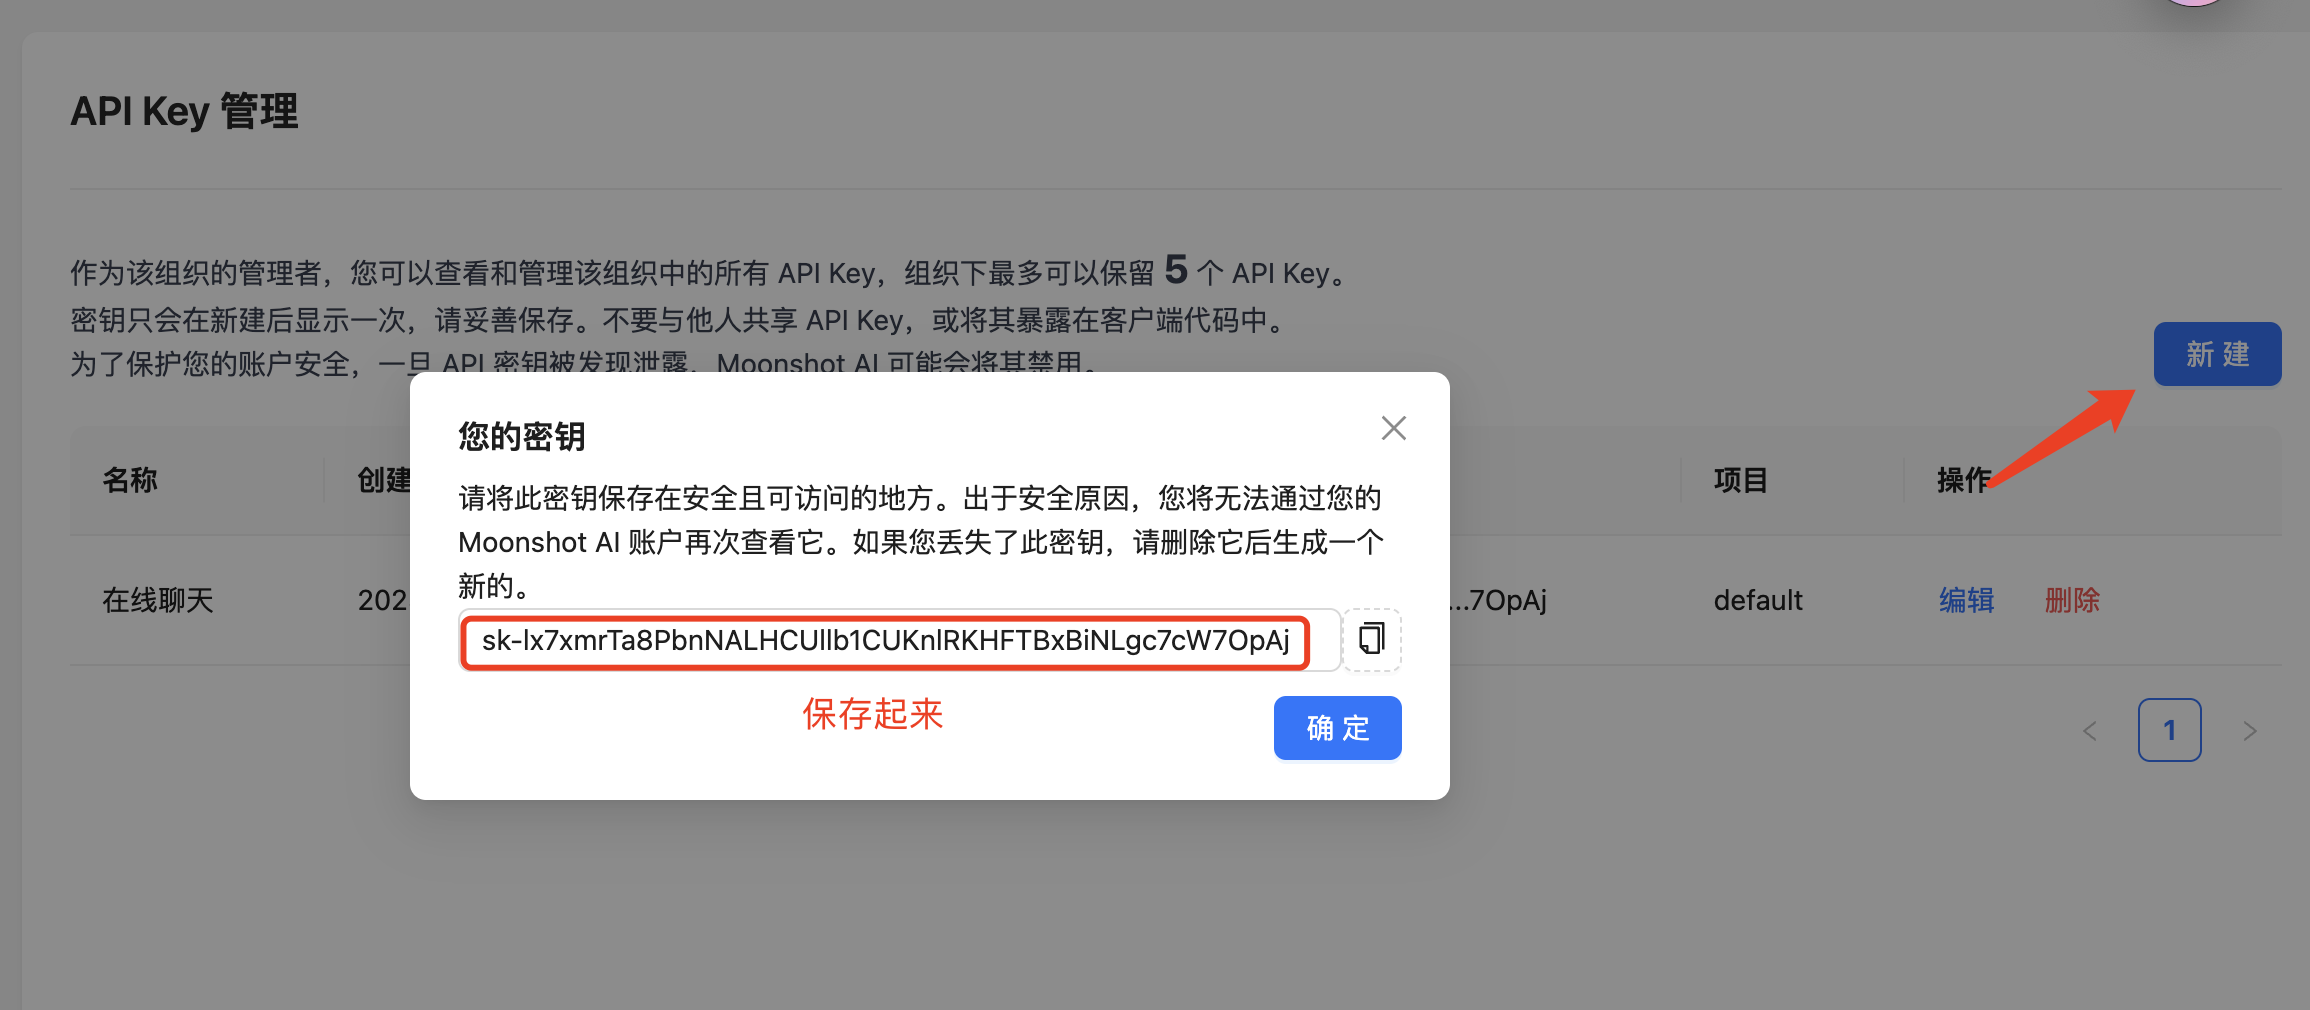 API Key 管理
作为该组织的管理者，您可以查看和管理该组织中的所有 API Key，组织下最多可以保留 5 个 API Key。
密钥只会在新建后显示一次，请妥善保存。不要与他人共享 API Key，或将其暴露在客户端代码中。
为了保护您的账户安全，一旦 API 密钥被发现泄露，Moonshot AI 可能会将其禁用。
新 建
您的密钥
请将此密钥保存在安全且可访问的地方。出于安全原因，您将无法通过您的
Moonshot AI 账户再次查看它。如果您丢失了此密钥，请删除它后生成一个
新的。
sk-lx7xmrTa8PbnNALHCUllb1CUKnlRKHFTBxBiNLgc7cW7OpAj
保存起来
确 定
名称 创建 项目 操作
在线聊天 202 ...7OpAj default 编辑 删除
1